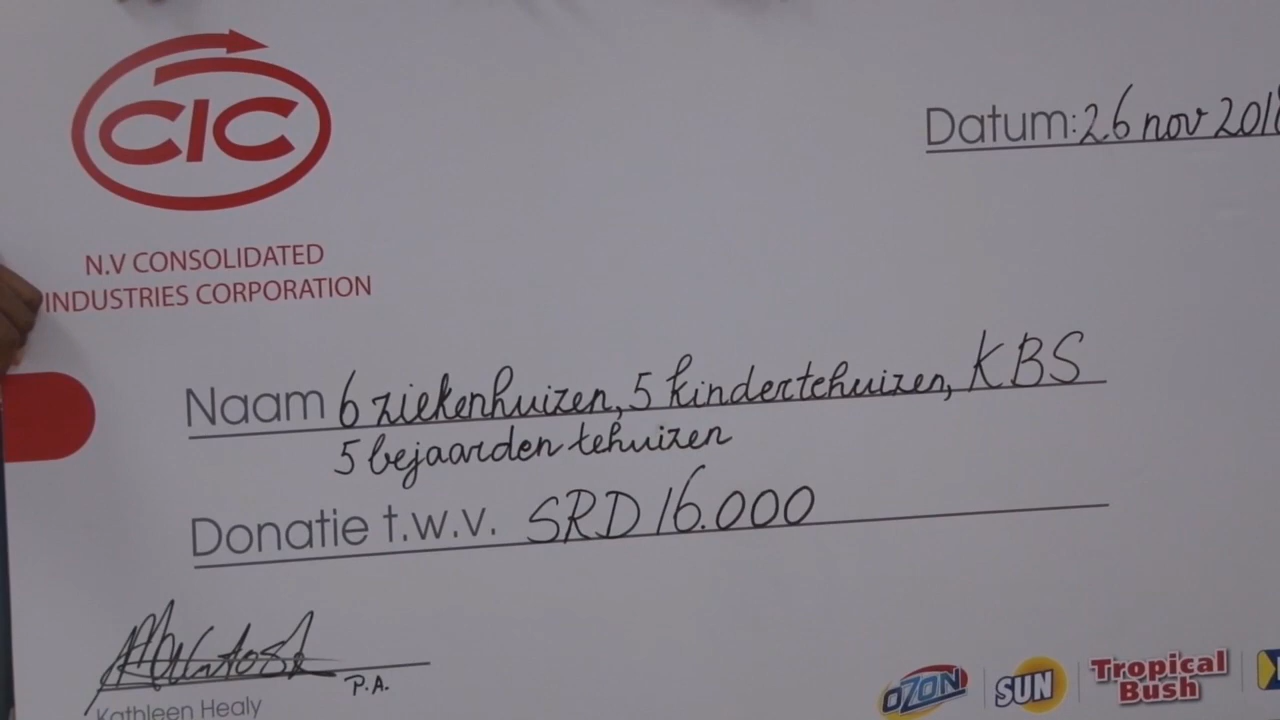 CIC
N.V CONSOLIDATED
INDUSTRIES CORPORATION
Datum: 26 nov 201
Naam 6 ziekenhuizen, 5 kindertehuizen, KBS
5 bejaarden tehuizen
Donatie t.w.v. SRD 16.000
P.A.
Kathleen Healy
OZON
SUN
Tropical
Bush